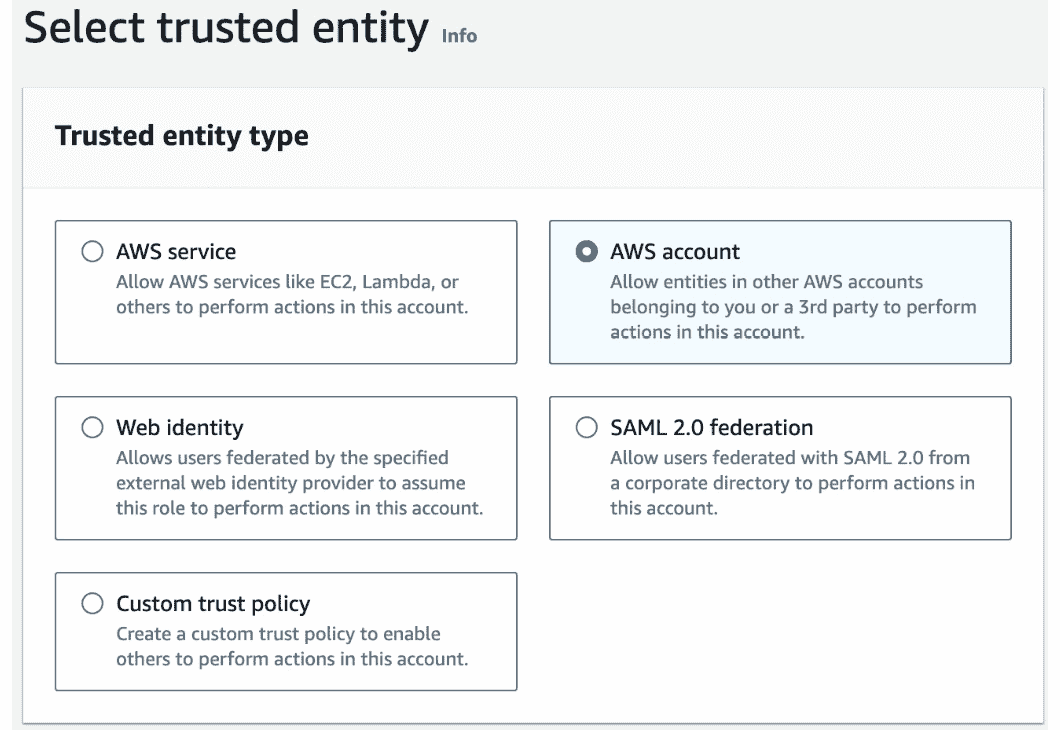 Select trusted entity Info
Trusted entity type
AWS service
Allow AWS services like EC2, Lambda, or
others to perform actions in this account.
AWS account
Allow entities in other AWS accounts
belonging to you or a 3rd party to perform
actions in this account.
Web identity
Allows users federated by the specified
external web identity provider to assume
this role to perform actions in this account.
SAML 2.0 federation
Allow users federated with SAML 2.0 from
a corporate directory to perform actions in
this account.
Custom trust policy
Create a custom trust policy to enable
others to perform actions in this account.